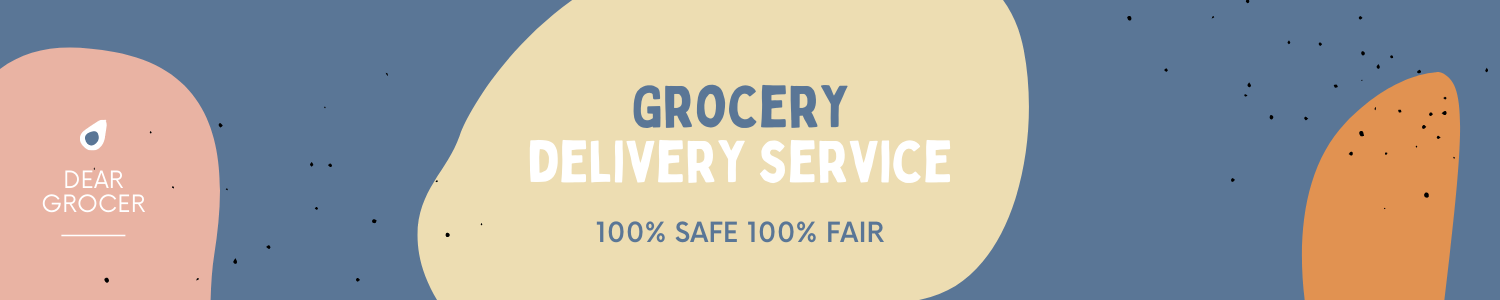 DEAR
GROCER
GROCERY
DELIVERY SERVICE
100% SAFE 100% FAIR